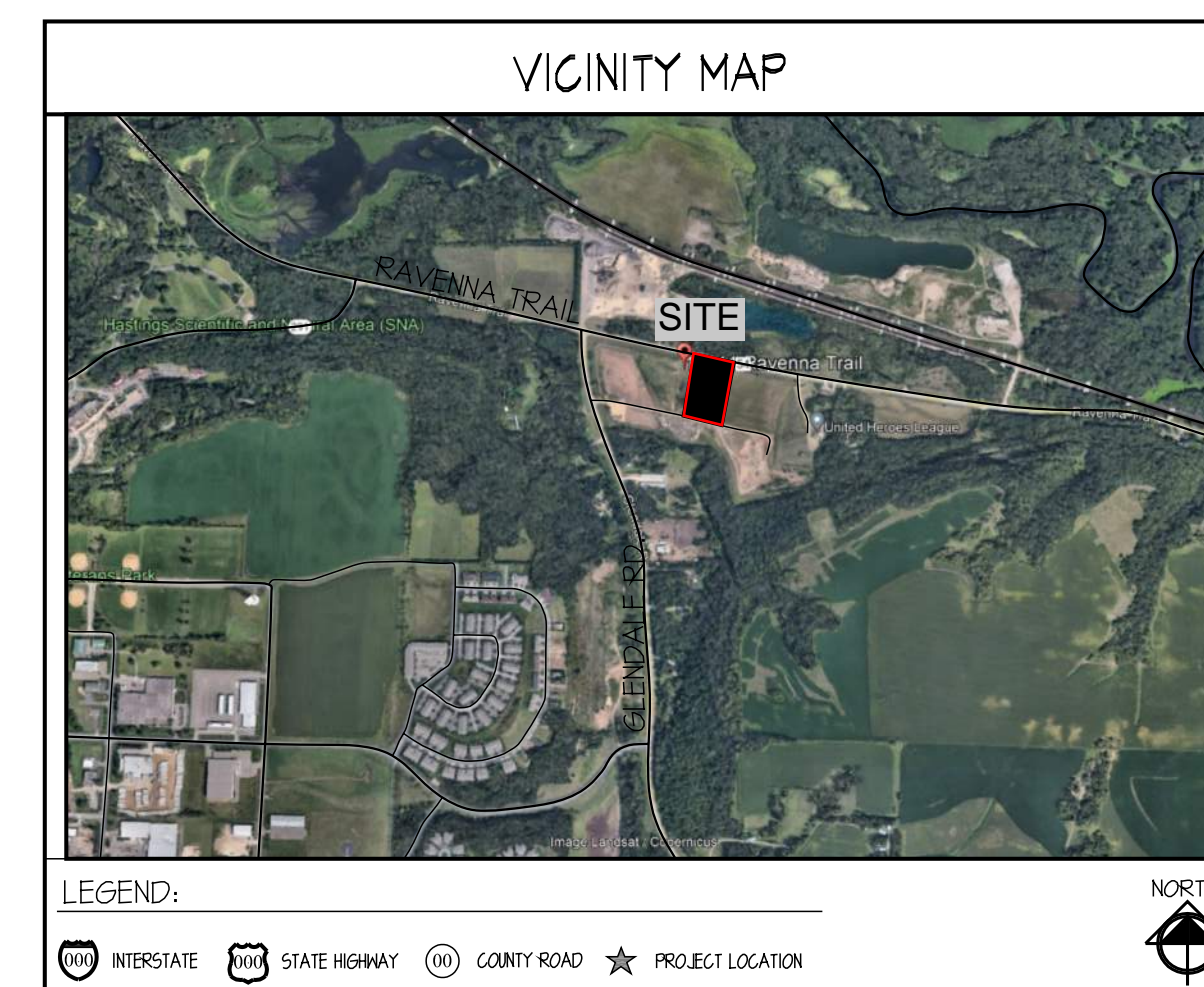 VICINITY MAP
RAVENNA TRAIL
SITE
Hastings Scientific and Natural Area (SNA)
Ravenna Trail
United Heroes League
GLENDALE RD
Image Landsat / Copernicus
LEGEND:
NORT
000 INTERSTATE 000 STATE HIGHWAY 00 COUNTY ROAD PROJECT LOCATION